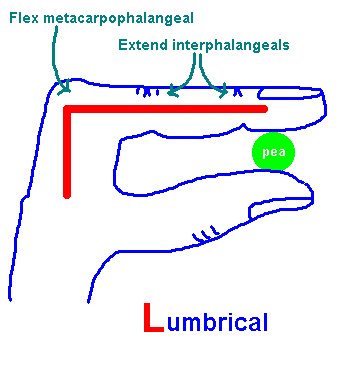 Flex metacarpophalangeal
Extend interphalangeals
pea
Lumbrical